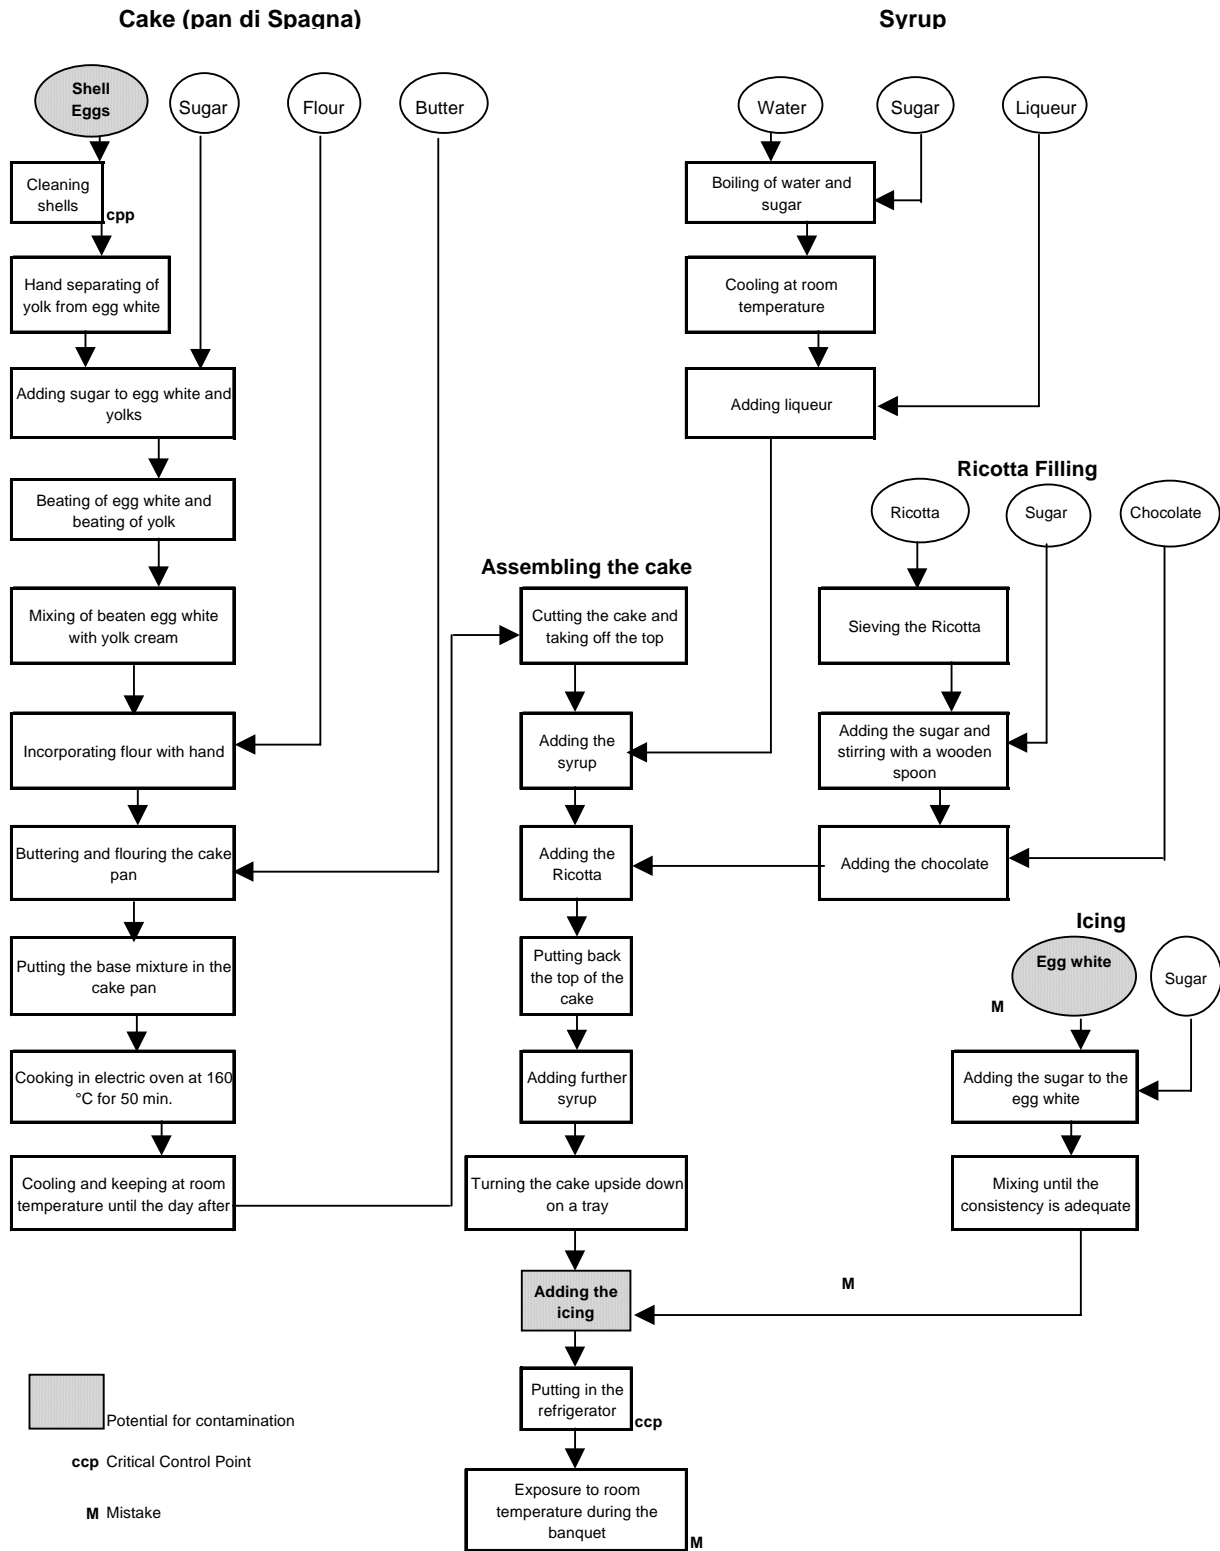 Cake (pan di Spagna)
Shell
Eggs
Sugar
Flour
Butter
Cleaning
shells
cpp
Hand separating of
yolk from egg white
Adding sugar to egg white and
yolks
Beating of egg white and
beating of yolk
Mixing of beaten egg white
with yolk cream
Incorporating flour with hand
Buttering and flouring the cake
pan
Putting the base mixture in the
cake pan
Cooking in electric oven at 160
°C for 50 min.
Cooling and keeping at room
temperature until the day after
Syrup
Water
Sugar
Liqueur
Boiling of water and
sugar
Cooling at room
temperature
Adding liqueur
Ricotta Filling
Ricotta
Sugar
Chocolate
Sieving the Ricotta
Adding the sugar and
stirring with a wooden
spoon
Adding the chocolate
Assembling the cake
Cutting the cake and
taking off the top
Adding the
syrup
Adding the
Ricotta
Putting back
the top of the
cake
Adding further
syrup
Turning the cake upside down
on a tray
Icing
Egg white
Sugar
M
Adding the sugar to the
egg white
Mixing until the
consistency is adequate
M
Adding the
icing
Putting in the
refrigerator
ccp
Exposure to room
temperature during the
banquet
M
Potential for contamination
ccp Critical Control Point
M Mistake